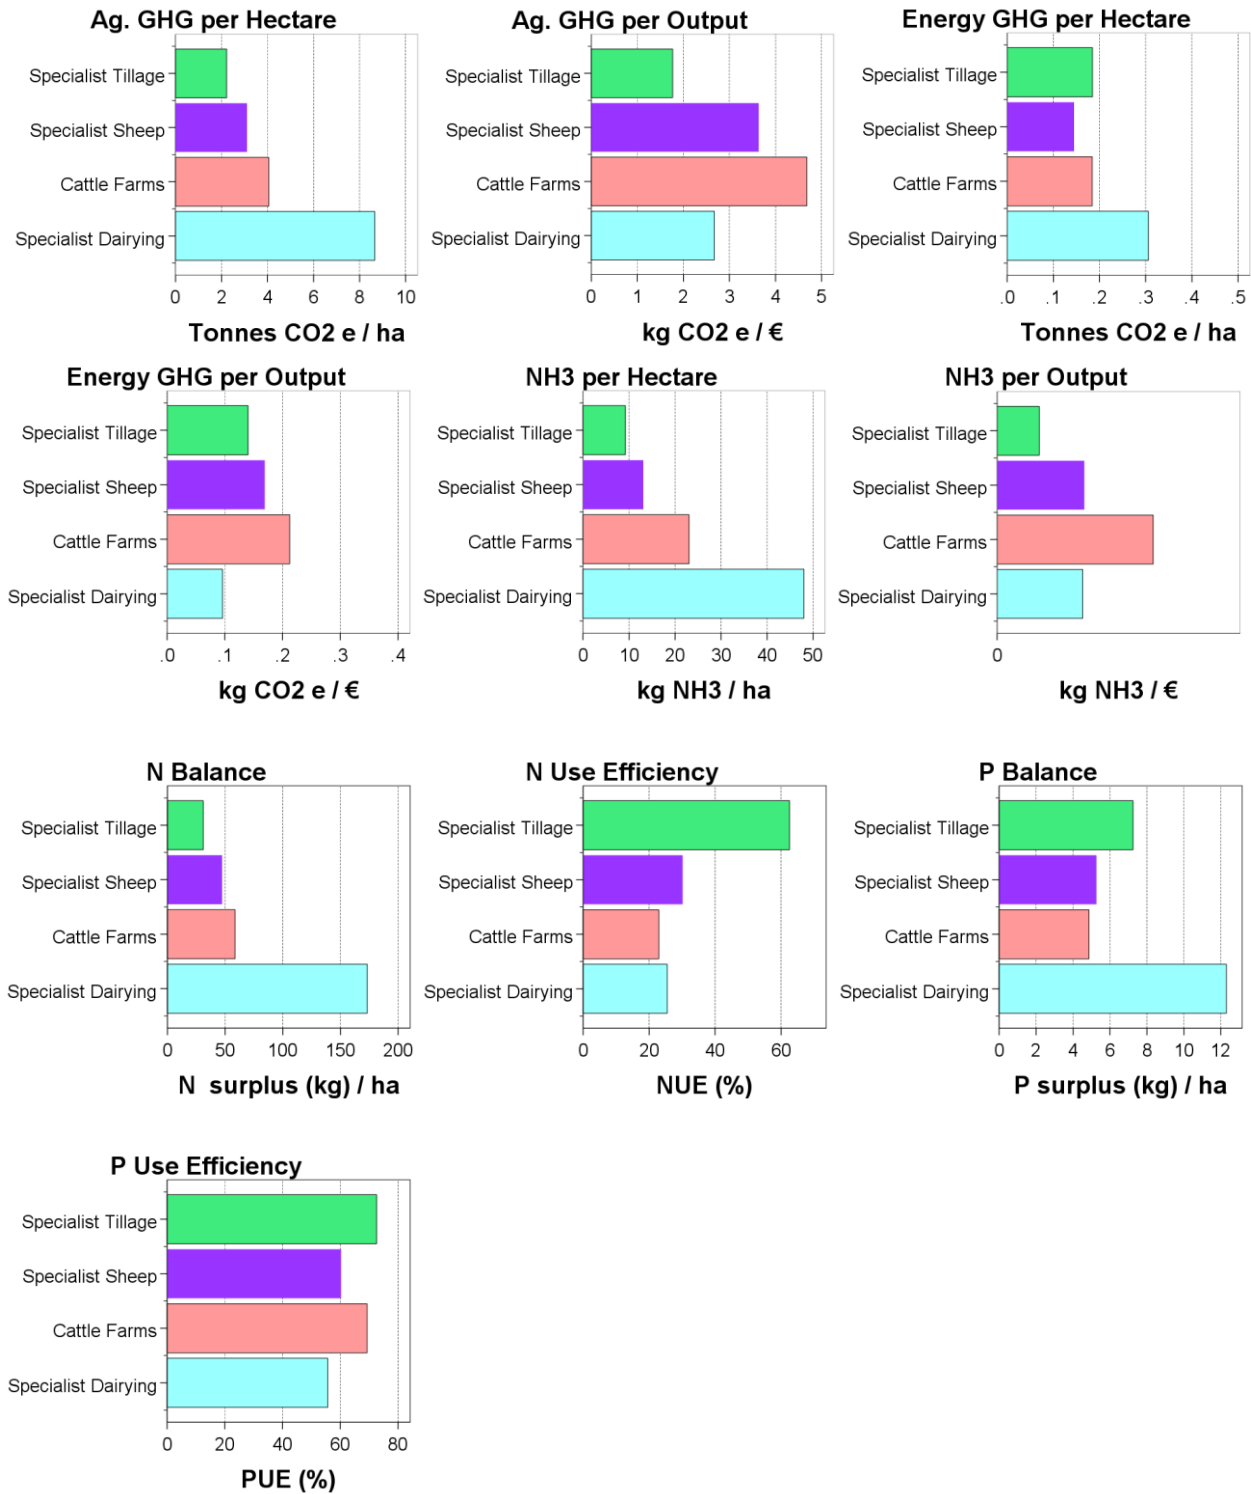 Ag. GHG per Hectare
Specialist Tillage
Specialist Sheep
Cattle Farms
Specialist Dairying
0 2 4 6 8 10
Tonnes CO2 e / ha
Ag. GHG per Output
Specialist Tillage
Specialist Sheep
Cattle Farms
Specialist Dairying
0 1 2 3 4 5
kg CO2 e / €
Energy GHG per Hectare
Specialist Tillage
Specialist Sheep
Cattle Farms
Specialist Dairying
.0 .1 .2 .3 .4 .5
Tonnes CO2 e / ha
Energy GHG per Output
Specialist Tillage
Specialist Sheep
Cattle Farms
Specialist Dairying
.0 .1 .2 .3 .4
kg CO2 e / €
NH3 per Hectare
Specialist Tillage
Specialist Sheep
Cattle Farms
Specialist Dairying
0 10 20 30 40 50
kg NH3 / ha
NH3 per Output
Specialist Tillage
Specialist Sheep
Cattle Farms
Specialist Dairying
0
kg NH3 / €
N Balance
Specialist Tillage
Specialist Sheep
Cattle Farms
Specialist Dairying
0 50 100 150 200
N surplus (kg) / ha
N Use Efficiency
Specialist Tillage
Specialist Sheep
Cattle Farms
Specialist Dairying
0 20 40 60
NUE (%)
P Balance
Specialist Tillage
Specialist Sheep
Cattle Farms
Specialist Dairying
0 2 4 6 8 10 12
P surplus (kg) / ha
P Use Efficiency
Specialist Tillage
Specialist Sheep
Cattle Farms
Specialist Dairying
0 20 40 60 80
PUE (%)